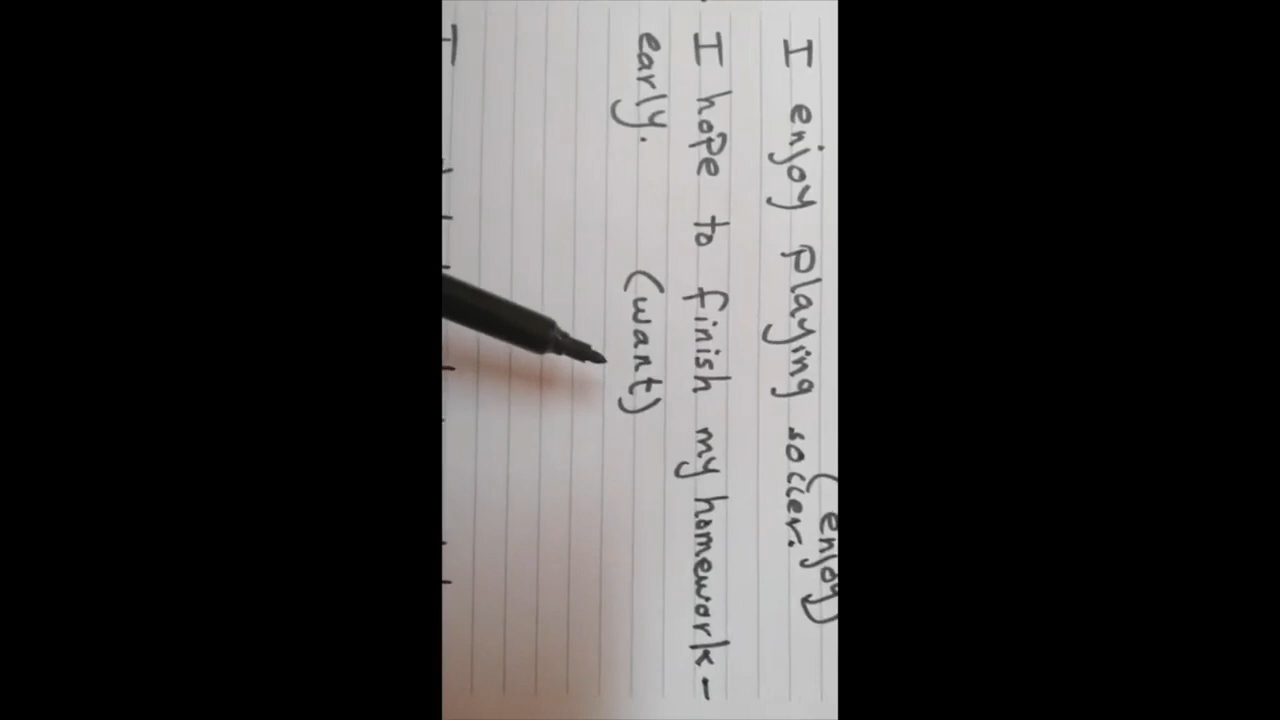 (enjoy)
I enjoy playing soccer.
I hope to finish my homework -
early. (want)
I